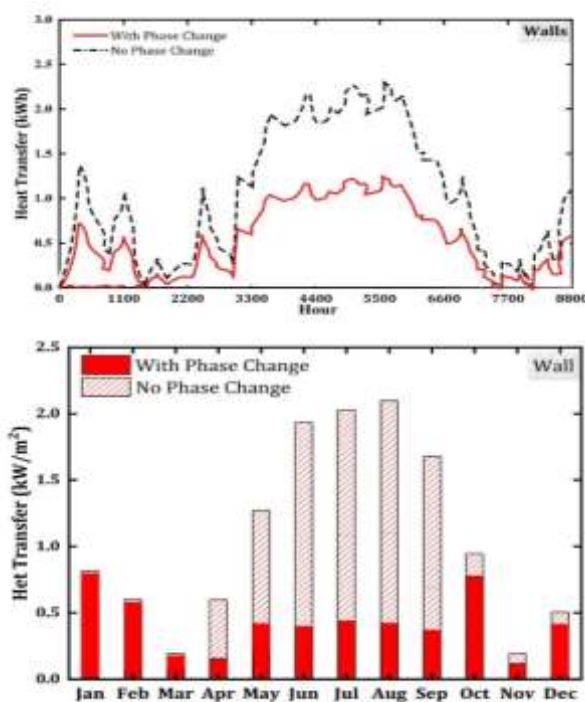 3.0
With Phase Change
No Phase Change
Walls
2.5
2.0
1.5
1.0
0.5
0.0
Heat Transfer (kWh)
0 1100 2200 3300 4400 5500 6600 7700 8800
Hour
2.5
With Phase Change
No Phase Change
Wall
2.0
1.5
1.0
0.5
0.0
Het Transfer (kW/m²)
Jan Feb Mar Apr May Jun Jul Aug Sep Oct Nov Dec